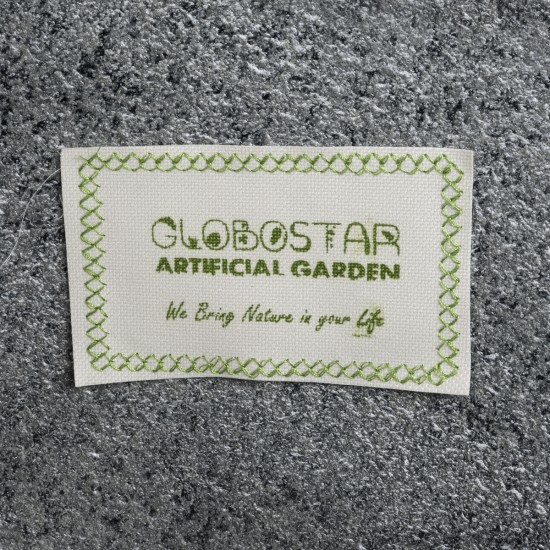 GLOBOSTAR
ARTIFICIAL GARDEN
We Bring Nature in your Life